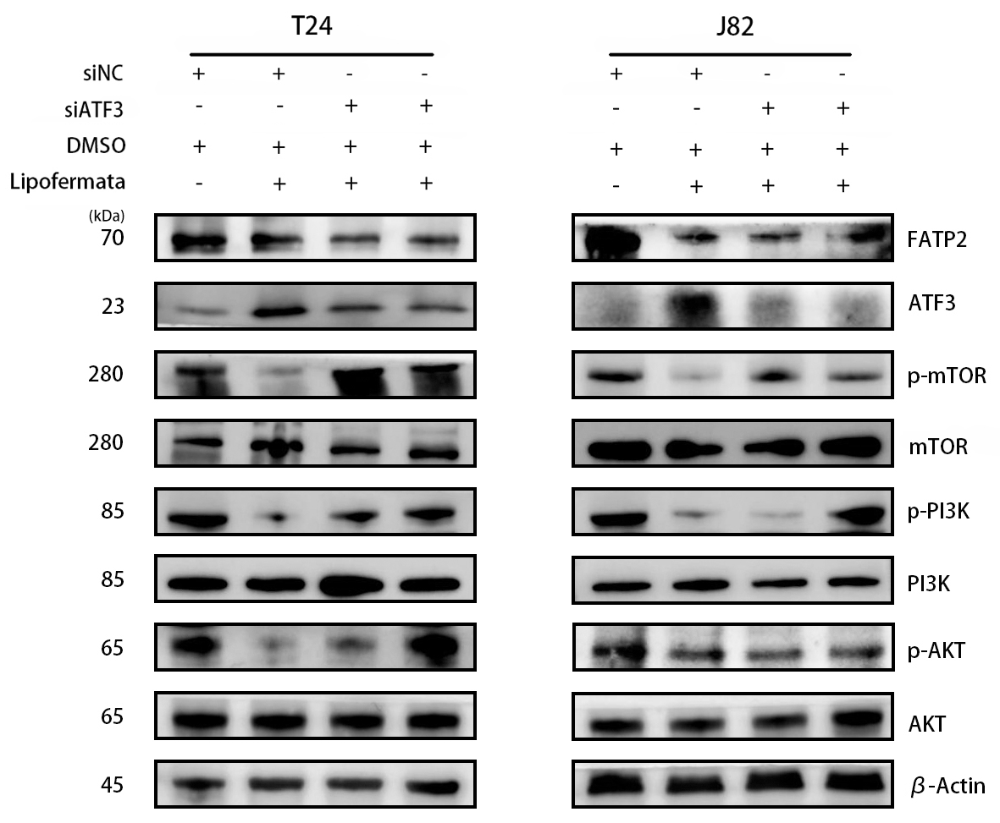 T24 J82
siNC + + - - + + - -
siATF3 - - + + - - + +
DMSO + + + + + + + +
Lipofermata - + + + - + + +
(kDa)
70 FATP2
23 ATF3
280 p-mTOR
280 mTOR
85 p-PI3K
85 PI3K
65 p-AKT
65 AKT
45 β-Actin